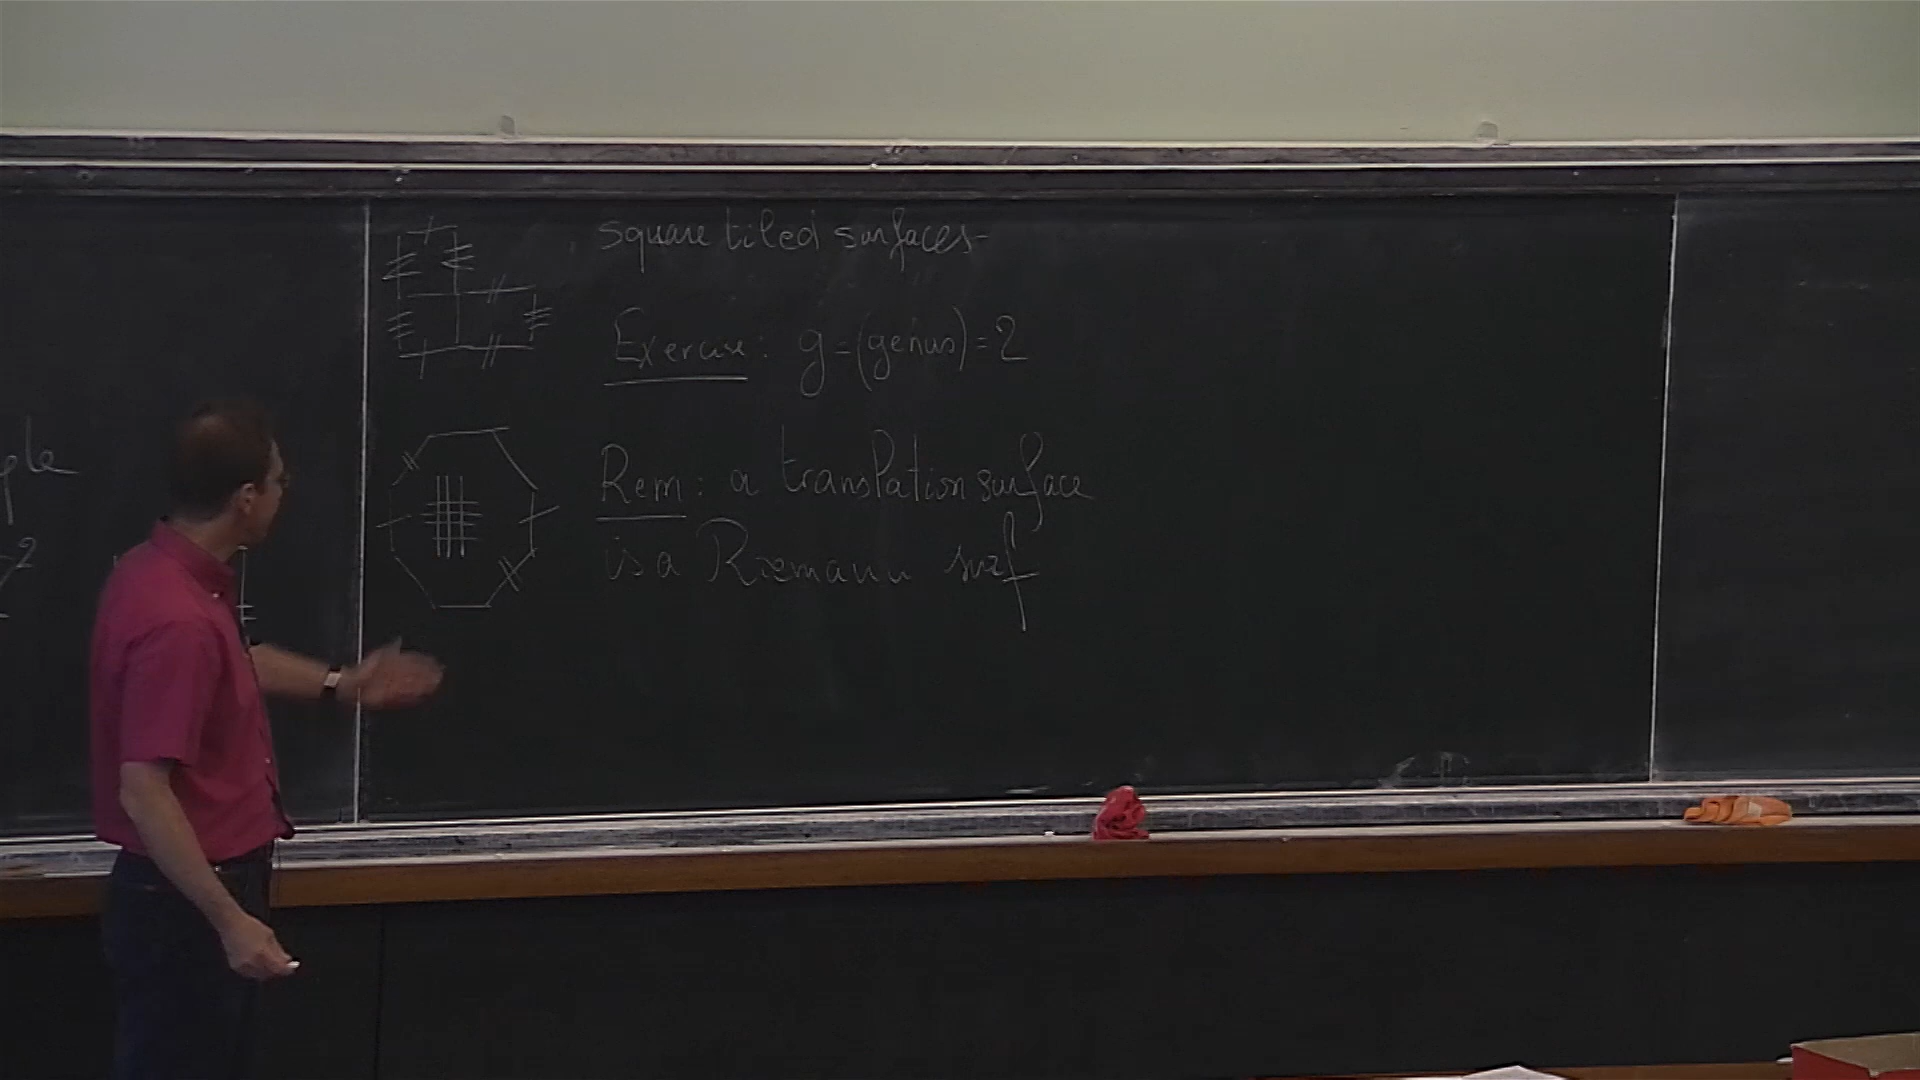 square tiled surfaces
Exercise: g=(genus)=2
Rem: a translation surface
is a Riemann surf